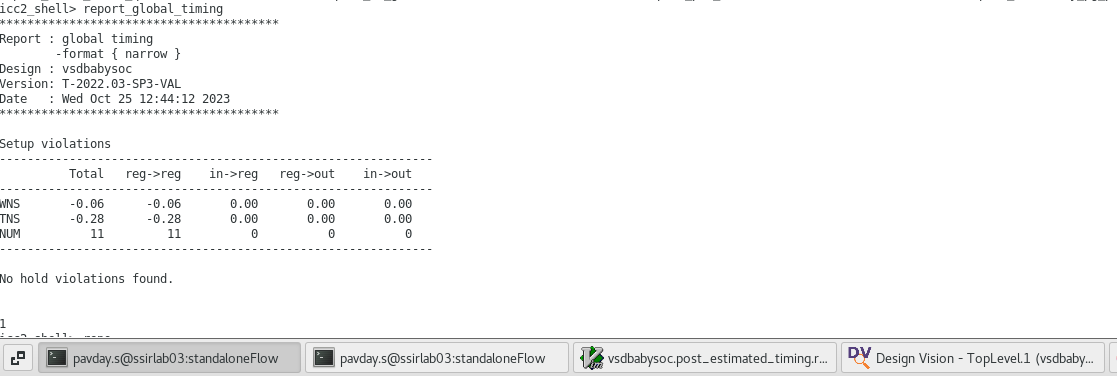 icc2_shell> report_global_timing
****************************************
Report : global timing
        -format { narrow }
Design : vsdbabysoc
Version: T-2022.03-SP3-VAL
Date   : Wed Oct 25 12:44:12 2023
****************************************
Setup violations
--------------------------------------------------------------
          Total   reg->reg    in->reg   reg->out    in->out
--------------------------------------------------------------
WNS       -0.06      -0.06       0.00       0.00       0.00
TNS       -0.28      -0.28       0.00       0.00       0.00
NUM          11         11          0          0          0
--------------------------------------------------------------
No hold violations found.
1
pavday.s@ssirlab03:standaloneFlow
pavday.s@ssirlab03:standaloneFlow
vsdbabysoc.post_estimated_timing.r...
DV Design Vision - TopLevel.1 (vsdbaby...